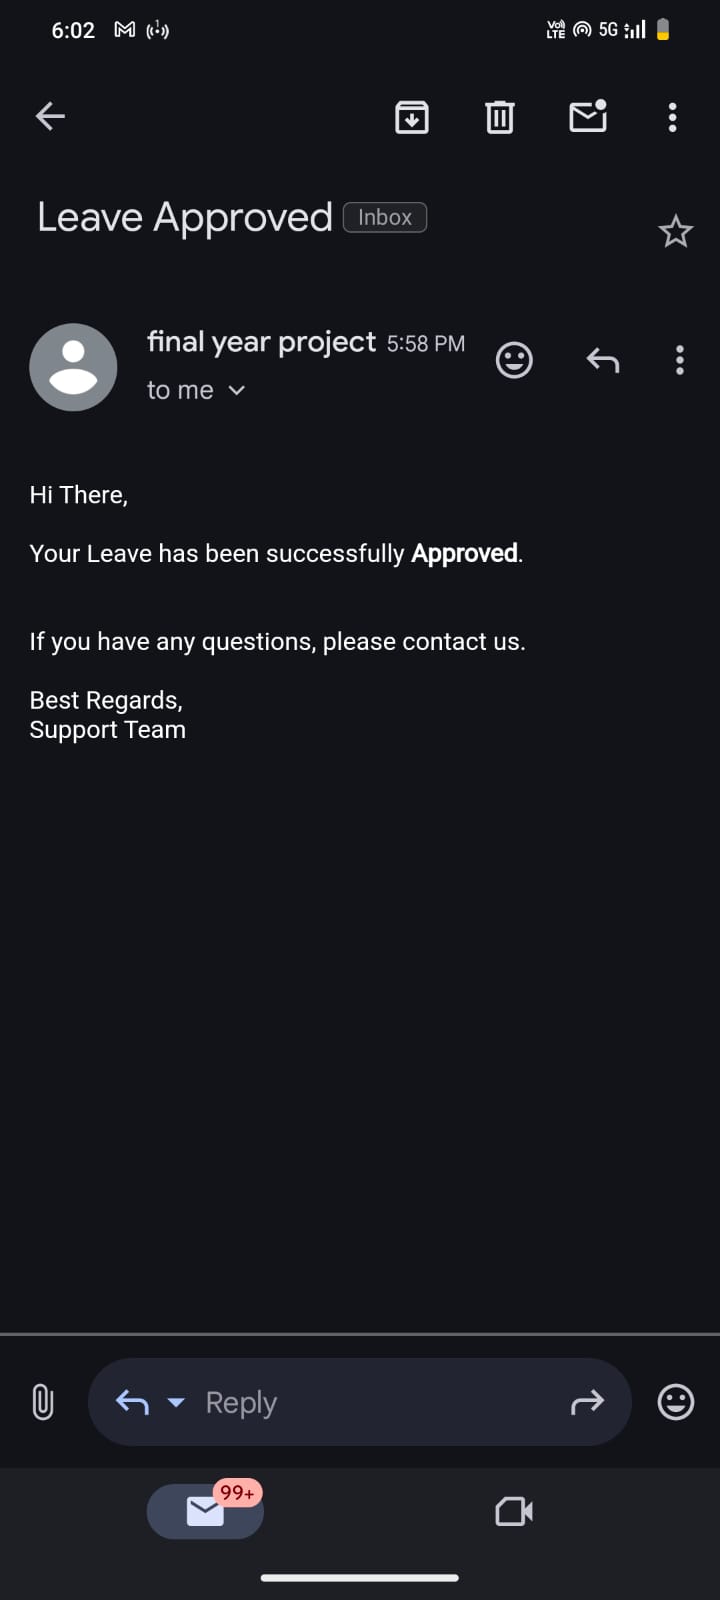 6:02
Vo) LTE 5G
Leave Approved Inbox
final year project 5:58 PM
to me
Hi There,
Your Leave has been successfully Approved.
If you have any questions, please contact us.
Best Regards,
Support Team
Reply
99+